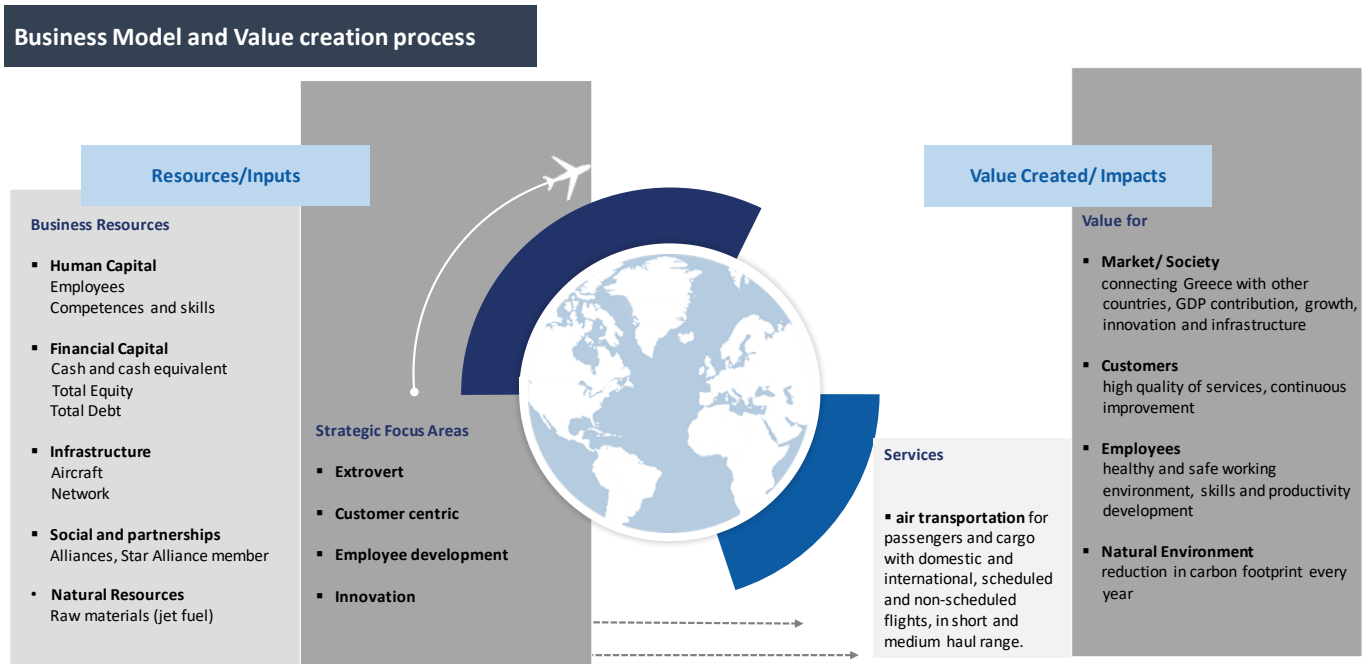 Business Model and Value creation process
Resources/Inputs
Business Resources
▪ Human Capital
Employees
Competences and skills
▪ Financial Capital
Cash and cash equivalent
Total Equity
Total Debt
▪ Infrastructure
Aircraft
Network
▪ Social and partnerships
Alliances, Star Alliance member
• Natural Resources
Raw materials (jet fuel)
Strategic Focus Areas
▪ Extrovert
▪ Customer centric
▪ Employee development
▪ Innovation
Services
▪ air transportation for
passengers and cargo
with domestic and
international, scheduled
and non-scheduled
flights, in short and
medium haul range.
Value Created/ Impacts
Value for
▪ Market/ Society
connecting Greece with other
countries, GDP contribution, growth,
innovation and infrastructure
▪ Customers
high quality of services, continuous
improvement
▪ Employees
healthy and safe working
environment, skills and productivity
development
▪ Natural Environment
reduction in carbon footprint every
year